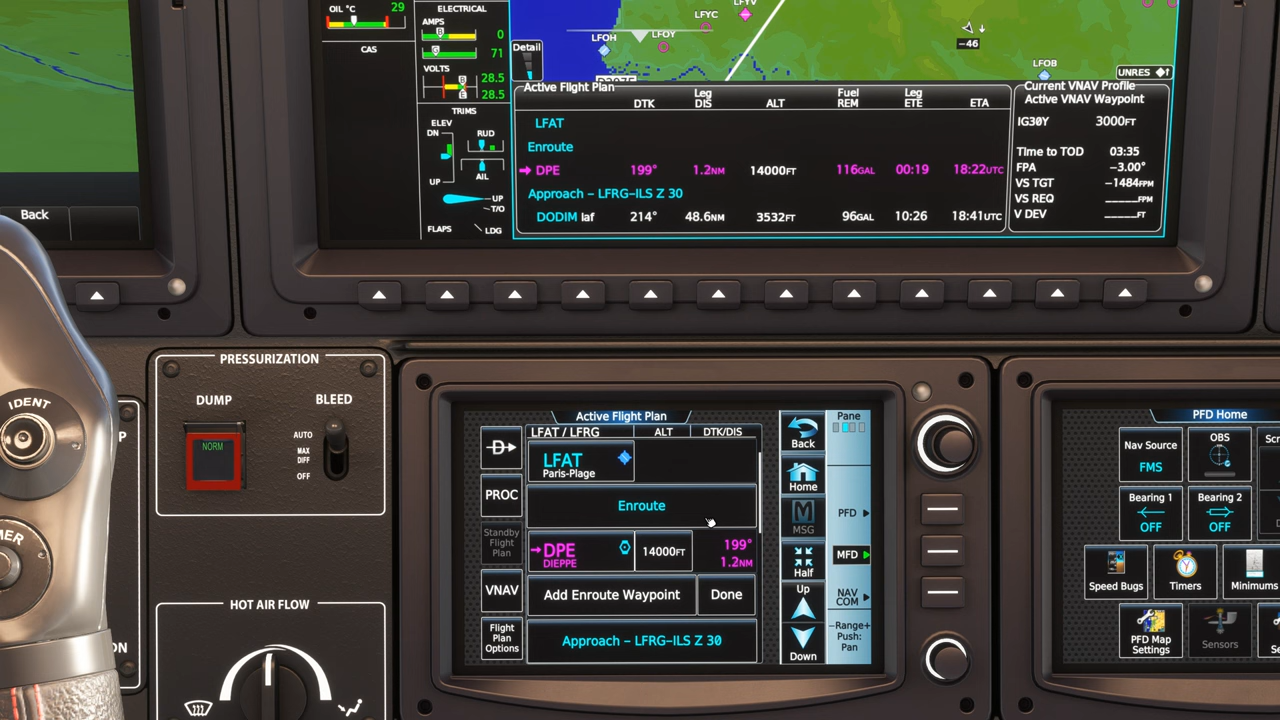 OIL °C 29
CAS
ELECTRICAL
AMPS
B
0
G
71
VOLTS
B 28.5
E 28.5
TRIMS
ELEV
DN
RUD
UP
AIL
UP
T/O
FLAPS
LDG
LFYV
LFYC
LFOH
LFOY
-46
LFOB
Detail
UNRES
Active Flight Plan
DTK
Leg DIS
ALT
Fuel REM
Leg ETE
ETA
LFAT
Enroute
DPE 199° 1.2NM 14000FT 116GAL 00:19 18:22UTC
Approach – LFRG–ILS Z 30
DODIM iaf 214° 48.6NM 3532FT 96GAL 10:26 18:41UTC
Current VNAV Profile
Active VNAV Waypoint
IG30Y 3000FT
Time to TOD 03:35
FPA -3.00°
VS TGT -1484FPM
VS REQ _____FPM
V DEV _____FT
Back
PRESSURIZATION
DUMP
BLEED
NORM
AUTO
MAX DIFF
OFF
IDENT
HOT AIR FLOW
Active Flight Plan
LFAT / LFRG ALT DTK/DIS
LFAT
Paris-Plage
Enroute
DPE
DIEPPE
14000FT
199°
1.2NM
Add Enroute Waypoint
Done
Approach – LFRG-ILS Z 30
D
PROC
Standby
Flight
Plan
VNAV
Flight
Plan
Options
Back
Home
MSG
Half
Up
Down
Pane
PFD
MFD
NAV
COM
–Range+
Push:
Pan
PFD Home
Nav Source
FMS
OBS
Bearing 1
OFF
Bearing 2
OFF
Speed Bugs
Timers
Minimums
PFD Map
Settings
Sensors